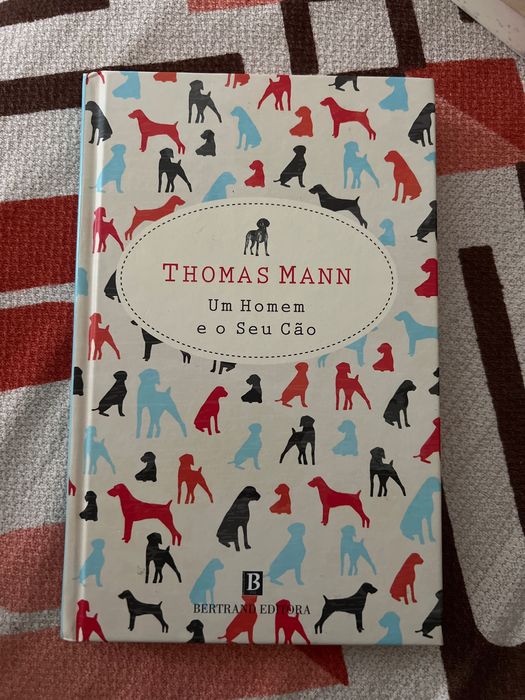 THOMAS MANN
Um Homem
e o Seu Cão
B
BERTRAND EDITORA